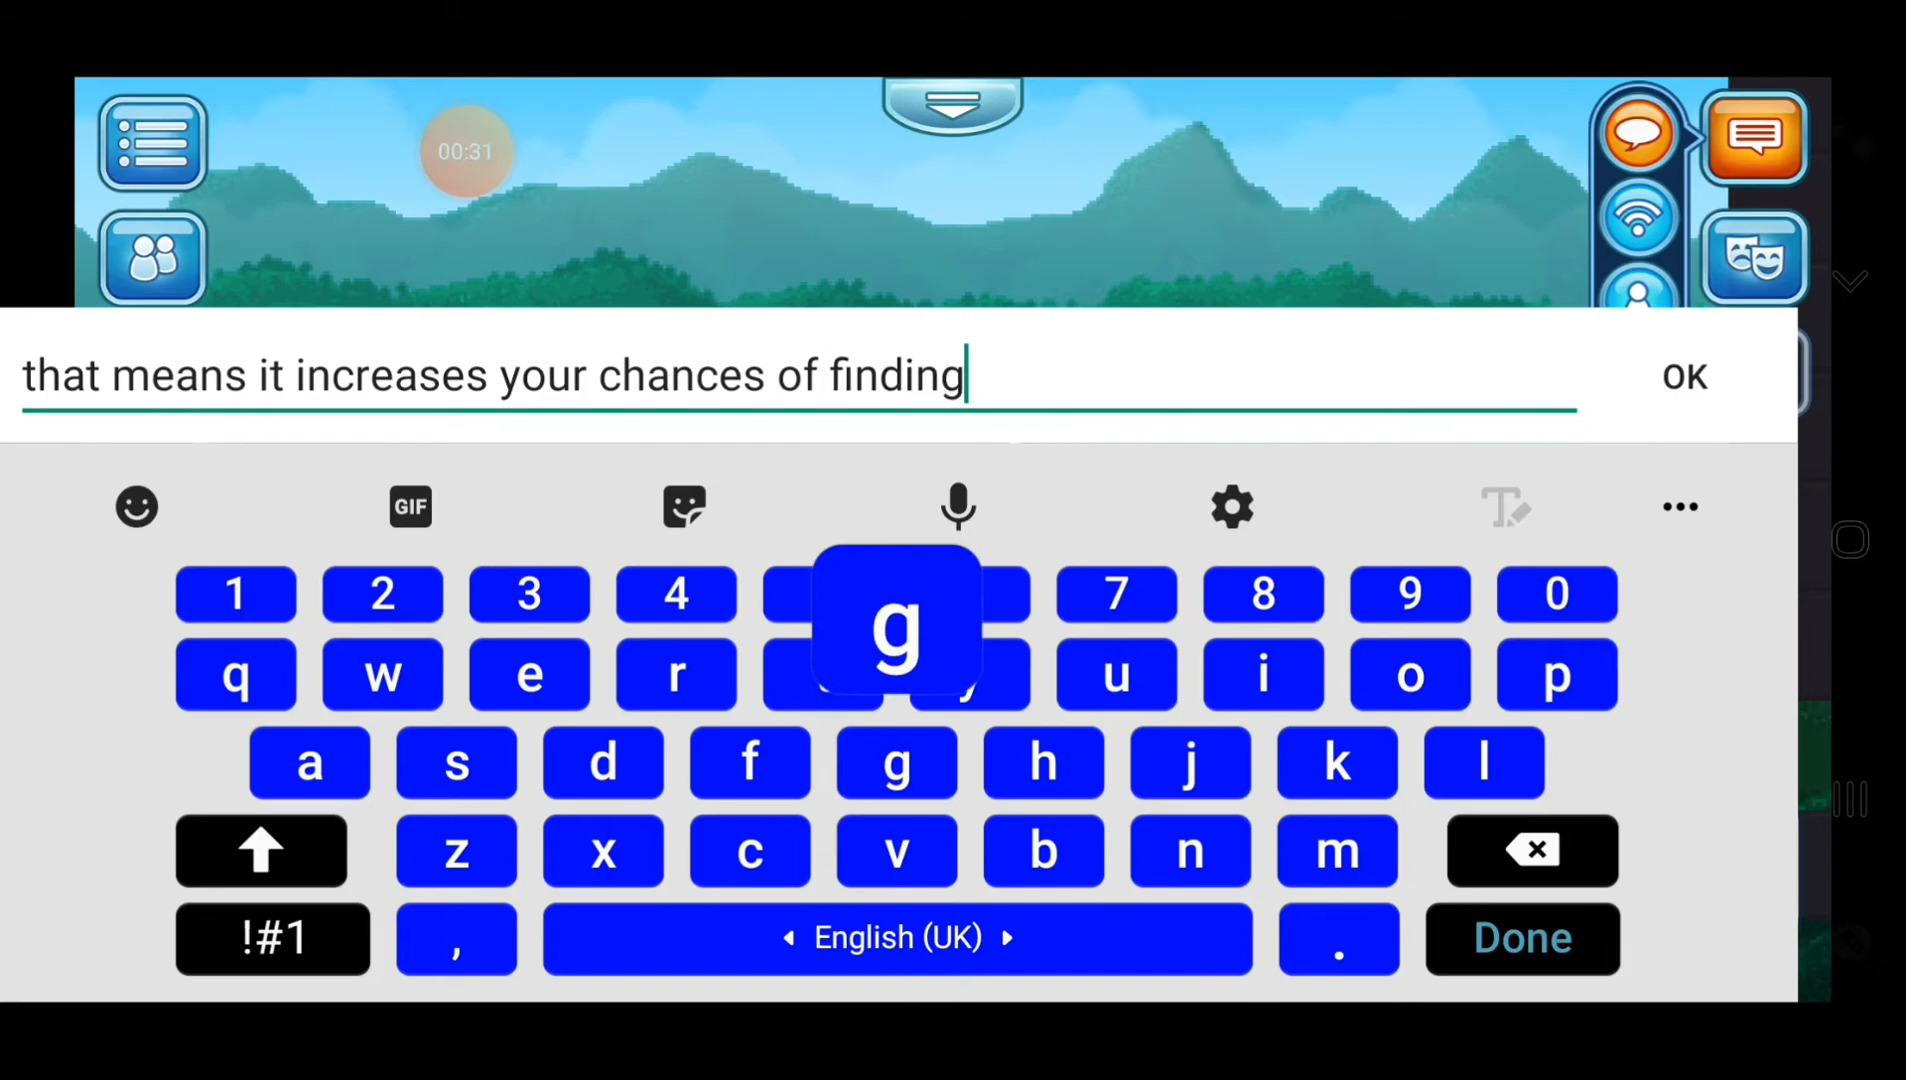 00:31
that means it increases your chances of finding
OK
GIF
g
1 2 3 4 7 8 9 0
q w e r y u i o p
a s d f g h j k l
z x c v b n m
!#1 , English (UK) . Done